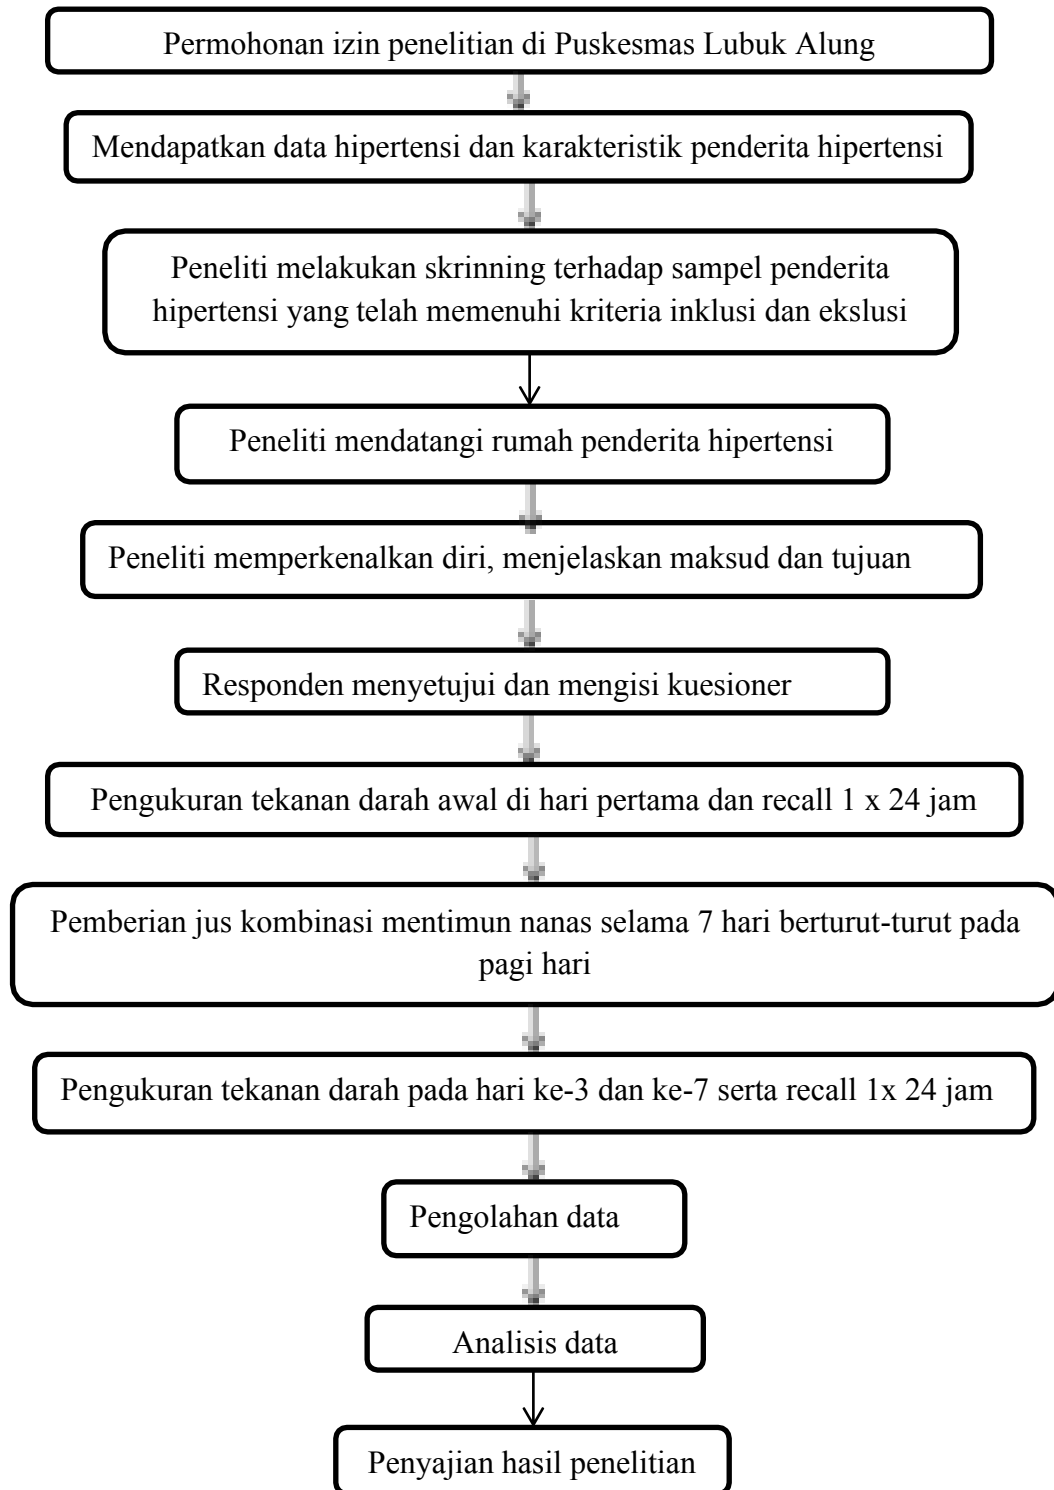 Permohonan izin penelitian di Puskesmas Lubuk Alung
Mendapatkan data hipertensi dan karakteristik penderita hipertensi
Peneliti melakukan skrinning terhadap sampel penderita
hipertensi yang telah memenuhi kriteria inklusi dan ekslusi
Peneliti mendatangi rumah penderita hipertensi
Peneliti memperkenalkan diri, menjelaskan maksud dan tujuan
Responden menyetujui dan mengisi kuesioner
Pengukuran tekanan darah awal di hari pertama dan recall 1 x 24 jam
Pemberian jus kombinasi mentimun nanas selama 7 hari berturut-turut pada
pagi hari
Pengukuran tekanan darah pada hari ke-3 dan ke-7 serta recall 1x 24 jam
Pengolahan data
Analisis data
Penyajian hasil penelitian